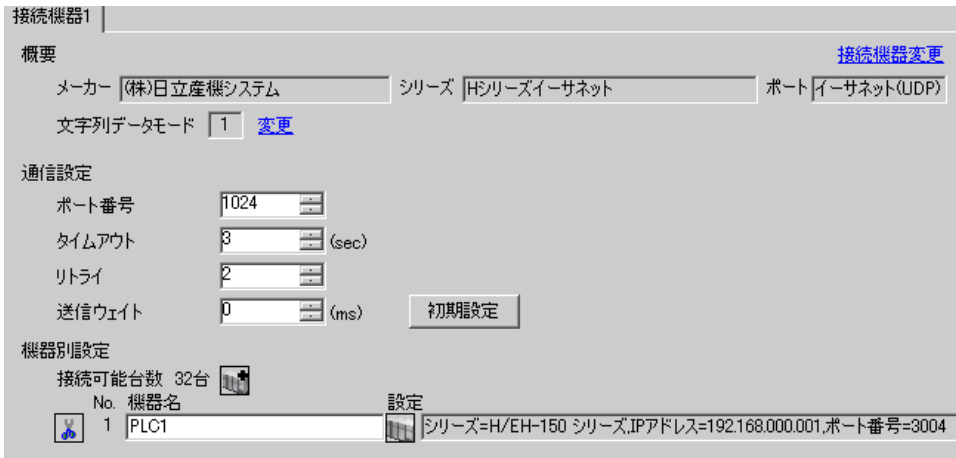 接続機器1
概要 接続機器変更
メーカー (株)日立産機システム シリーズ Hシリーズイーサネット ポート イーサネット(UDP)
文字列データモード 1 変更
通信設定
ポート番号 1024
タイムアウト 3 (sec)
リトライ 2
送信ウェイト 0 (ms) 初期設定
機器別設定
接続可能台数 32台
No. 機器名 設定
1 PLC1 シリーズ=H/EH-150 シリーズ,IPアドレス=192.168.000.001,ポート番号=3004